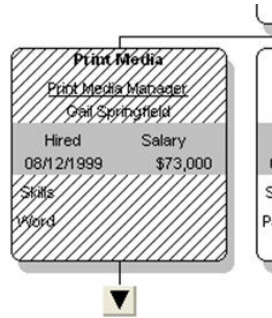 Print Media
Print Media Manager
Gail Springfield
Hired Salary
08/12/1999 $73,000
Skills
Word